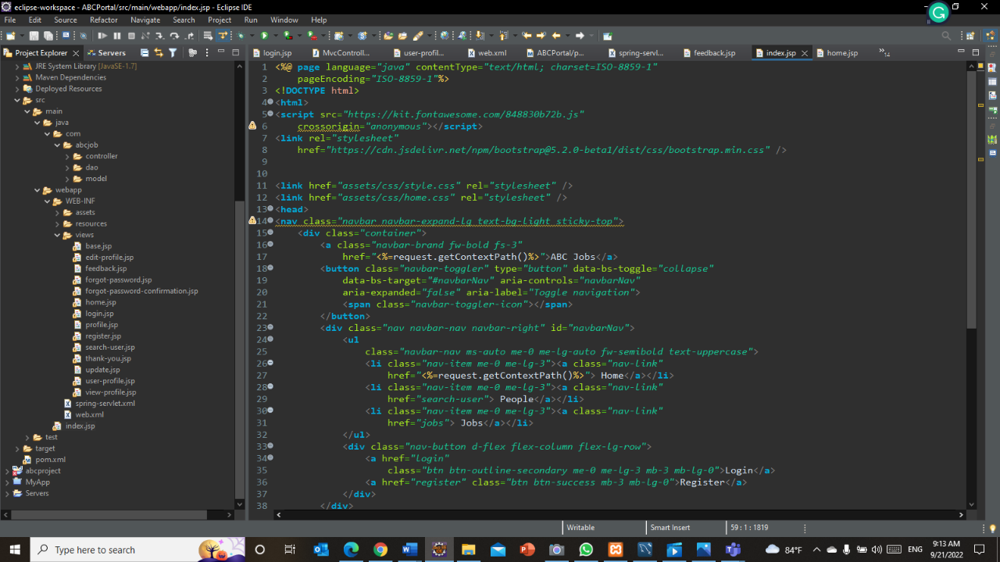 eclipse-workspace - ABCPortal/src/main/webapp/index.jsp - Eclipse IDE
File Edit Source Refactor Navigate Search Project Run Window Help
Project Explorer Servers
login.jsp MvcControll... user-profil... web.xml ABCPortal/p... spring-servl... feedback.jsp index.jsp home.jsp »14
JRE System Library [JavaSE-1.7]
Maven Dependencies
Deployed Resources
src
main
java
com
abcjob
controller
dao
model
webapp
WEB-INF
assets
resources
views
base.jsp
edit-profile.jsp
feedback.jsp
forgot-password.jsp
forgot-password-confirmation.jsp
home.jsp
login.jsp
profile.jsp
register.jsp
search-user.jsp
thank-you.jsp
update.jsp
user-profile.jsp
view-profile.jsp
spring-servlet.xml
web.xml
index.jsp
test
target
pom.xml
abcproject
MyApp
Servers
1 <%@ page language="java" contentType="text/html; charset=ISO-8859-1"
2 pageEncoding="ISO-8859-1"%>
3 <!DOCTYPE html>
4 <html>
5 <script src="https://kit.fontawesome.com/848830b72b.js"
6 crossorigin="anonymous"></script>
7 <link rel="stylesheet"
8 href="https://cdn.jsdelivr.net/npm/bootstrap@5.2.0-beta1/dist/css/bootstrap.min.css" />
9
10
11 <link href="assets/css/style.css" rel="stylesheet" />
12 <link href="assets/css/home.css" rel="stylesheet" />
13 <head>
14 <nav class="navbar navbar-expand-lg text-bg-light sticky-top">
15 <div class="container">
16 <a class="navbar-brand fw-bold fs-3"
17 href="<%=request.getContextPath()%>">ABC Jobs</a>
18 <button class="navbar-toggler" type="button" data-bs-toggle="collapse"
19 data-bs-target="#navbarNav" aria-controls="navbarNav"
20 aria-expanded="false" aria-label="Toggle navigation">
21 <span class="navbar-toggler-icon"></span>
22 </button>
23 <div class="nav navbar-nav navbar-right" id="navbarNav">
24 <ul
25 class="navbar-nav ms-auto me-0 me-lg-auto fw-semibold text-uppercase">
26 <li class="nav-item me-0 me-lg-3"><a class="nav-link"
27 href="<%=request.getContextPath()%>"> Home</a></li>
28 <li class="nav-item me-0 me-lg-3"><a class="nav-link"
29 href="search-user"> People</a></li>
30 <li class="nav-item me-0 me-lg-3"><a class="nav-link"
31 href="jobs"> Jobs</a></li>
32 </ul>
33 <div class="nav-button d-flex flex-column flex-lg-row">
34 <a href="login"
35 class="btn btn-outline-secondary me-0 me-lg-3 mb-3 mb-lg-0">Login</a>
36 <a href="register" class="btn btn-success mb-3 mb-lg-0">Register</a>
37 </div>
38 </div>
Writable Smart Insert 59 : 1 : 1819
Type here to search
84°F ENG 9:13 AM
9/21/2022